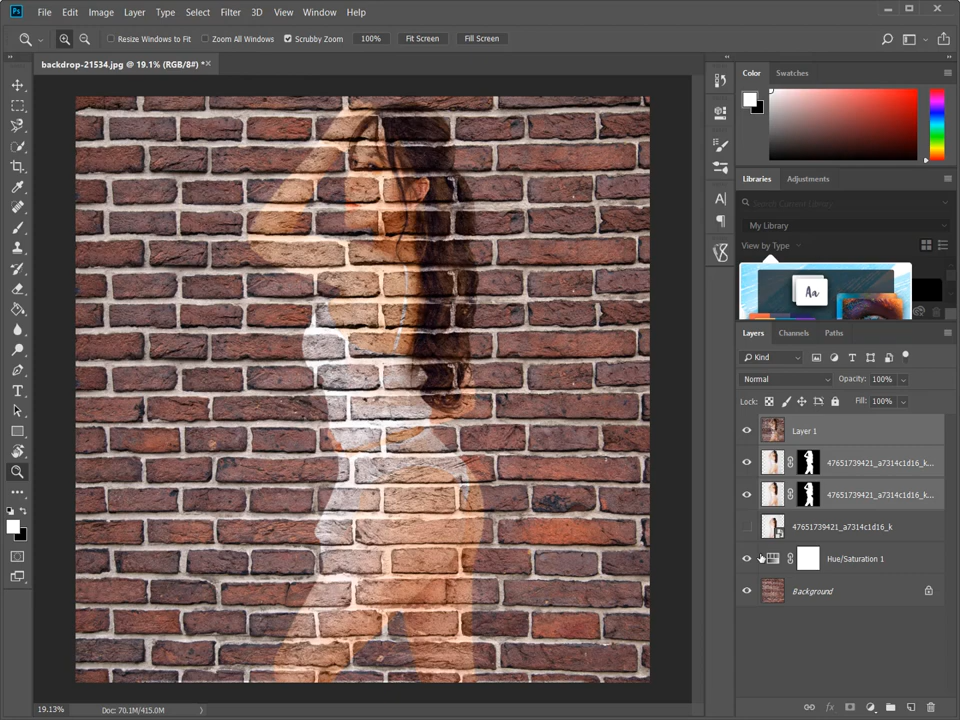 Ps File Edit Image Layer Type Select Filter 3D View Window Help
Resize Windows to Fit Zoom All Windows Scrubby Zoom 100% Fit Screen Fill Screen
backdrop-21534.jpg @ 19.1% (RGB/8#) *
Color Swatches
Libraries Adjustments
Search Current Library
My Library
View by Type
Aa
Layers Channels Paths
Kind
Normal Opacity: 100%
Lock: Fill: 100%
Layer 1
47651739421_a7314c1d16_k...
47651739421_a7314c1d16_k...
47651739421_a7314c1d16_k
Hue/Saturation 1
Background
19.13% Doc: 70.1M/415.0M
fx